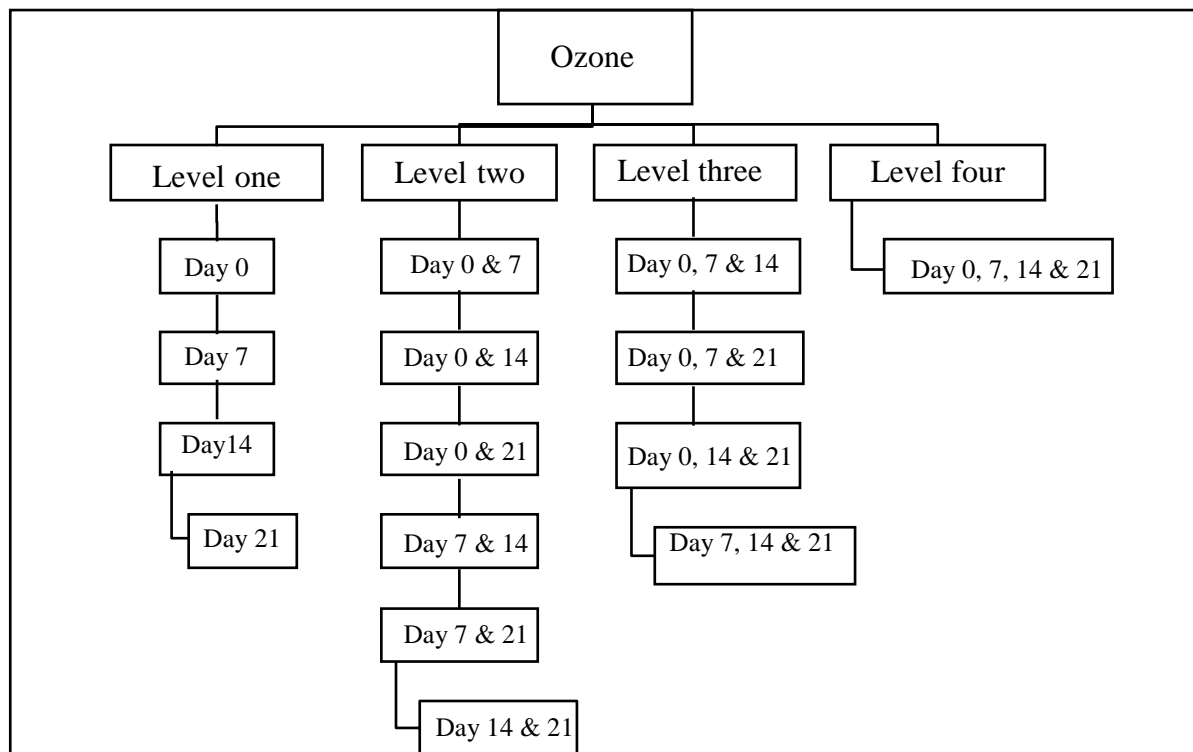 Ozone
Level one
Level two
Level three
Level four
Day 0
Day 0 & 7
Day 0, 7 & 14
Day 0, 7, 14 & 21
Day 7
Day 0 & 14
Day 0, 7 & 21
Day14
Day 0 & 21
Day 0, 14 & 21
Day 21
Day 7 & 14
Day 7, 14 & 21
Day 7 & 21
Day 14 & 21